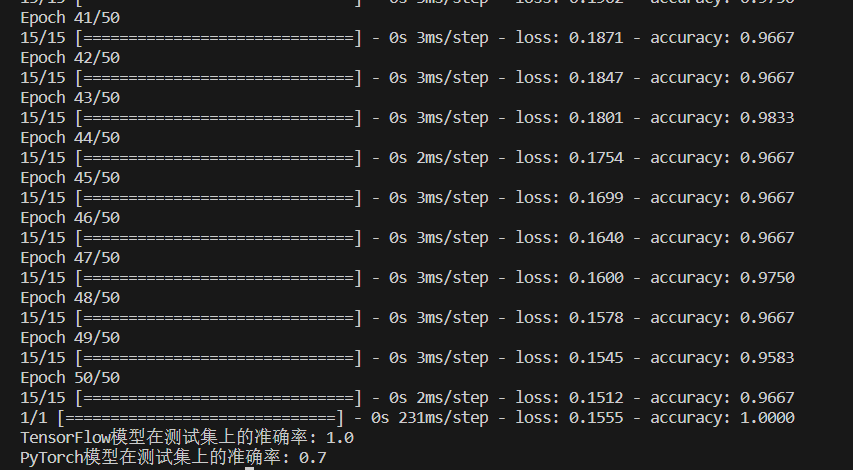 15/15 [==============================] - 0s 3ms/step - loss: 0.1902 - accuracy: 0.9750
Epoch 41/50
15/15 [==============================] - 0s 3ms/step - loss: 0.1871 - accuracy: 0.9667
Epoch 42/50
15/15 [==============================] - 0s 3ms/step - loss: 0.1847 - accuracy: 0.9667
Epoch 43/50
15/15 [==============================] - 0s 3ms/step - loss: 0.1801 - accuracy: 0.9833
Epoch 44/50
15/15 [==============================] - 0s 2ms/step - loss: 0.1754 - accuracy: 0.9667
Epoch 45/50
15/15 [==============================] - 0s 3ms/step - loss: 0.1699 - accuracy: 0.9667
Epoch 46/50
15/15 [==============================] - 0s 3ms/step - loss: 0.1640 - accuracy: 0.9667
Epoch 47/50
15/15 [==============================] - 0s 3ms/step - loss: 0.1600 - accuracy: 0.9750
Epoch 48/50
15/15 [==============================] - 0s 3ms/step - loss: 0.1578 - accuracy: 0.9667
Epoch 49/50
15/15 [==============================] - 0s 3ms/step - loss: 0.1545 - accuracy: 0.9583
Epoch 50/50
15/15 [==============================] - 0s 2ms/step - loss: 0.1512 - accuracy: 0.9667
1/1 [==============================] - 0s 231ms/step - loss: 0.1555 - accuracy: 1.0000
TensorFlow模型在测试集上的准确率: 1.0
PyTorch模型在测试集上的准确率: 0.7